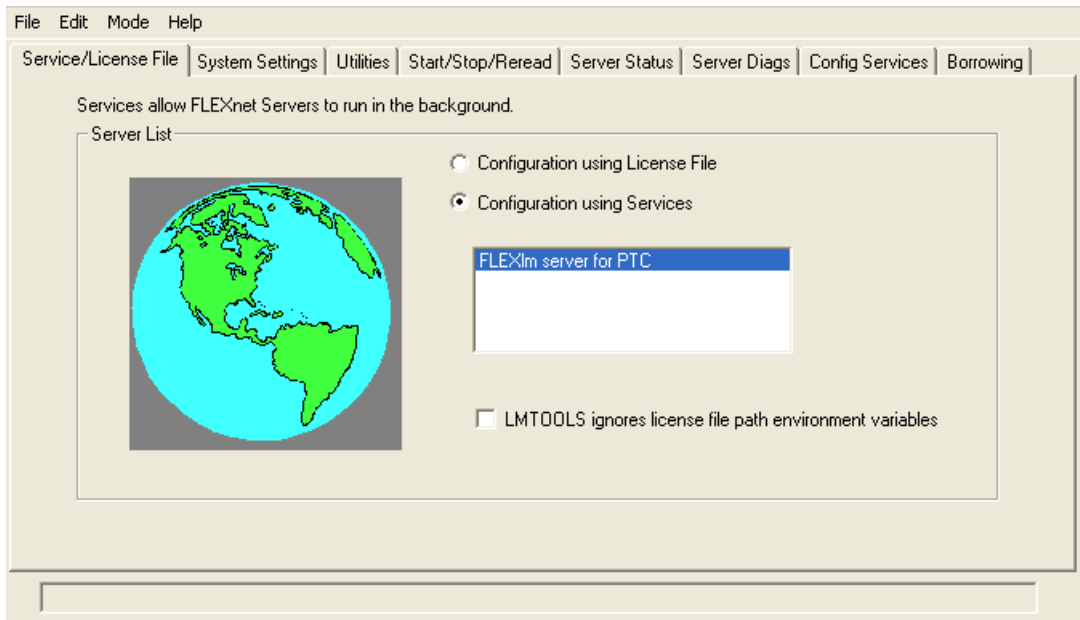 File Edit Mode Help
Service/License File System Settings Utilities Start/Stop/Reread Server Status Server Diags Config Services Borrowing
Services allow FLEXnet Servers to run in the background.
Server List
Configuration using License File
Configuration using Services
FLEXlm server for PTC
LMTOOLS ignores license file path environment variables